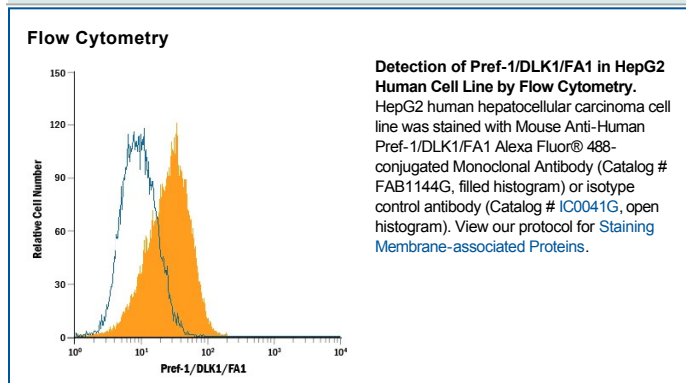 Flow Cytometry
150
120
90
60
30
0
Relative Cell Number
10⁰ 10¹ 10² 10³ 10⁴
Pref-1/DLK1/FA1
Detection of Pref-1/DLK1/FA1 in HepG2
Human Cell Line by Flow Cytometry.
HepG2 human hepatocellular carcinoma cell
line was stained with Mouse Anti-Human
Pref-1/DLK1/FA1 Alexa Fluor® 488-
conjugated Monoclonal Antibody (Catalog #
FAB1144G, filled histogram) or isotype
control antibody (Catalog # IC0041G, open
histogram). View our protocol for Staining
Membrane-associated Proteins.